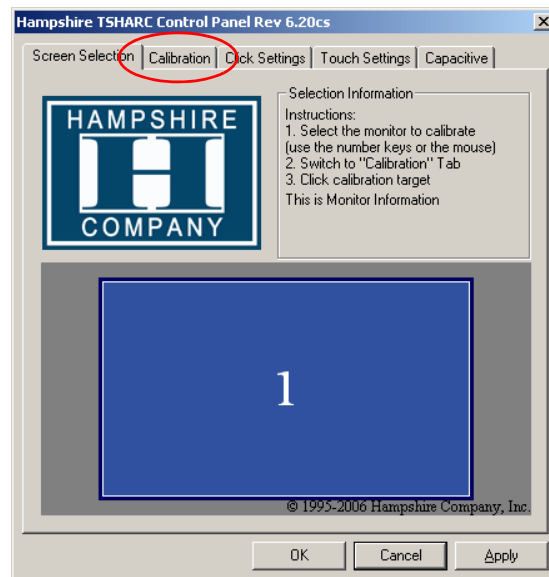 Hampshire TSHARC Control Panel Rev 6.20cs
Screen Selection Calibration Click Settings Touch Settings Capacitive
HAMPSHIRE
COMPANY
Selection Information
Instructions:
1. Select the monitor to calibrate
(use the number keys or the mouse)
2. Switch to "Calibration" Tab
3. Click calibration target
This is Monitor Information
1
© 1995-2006 Hampshire Company, Inc.
OK Cancel Apply